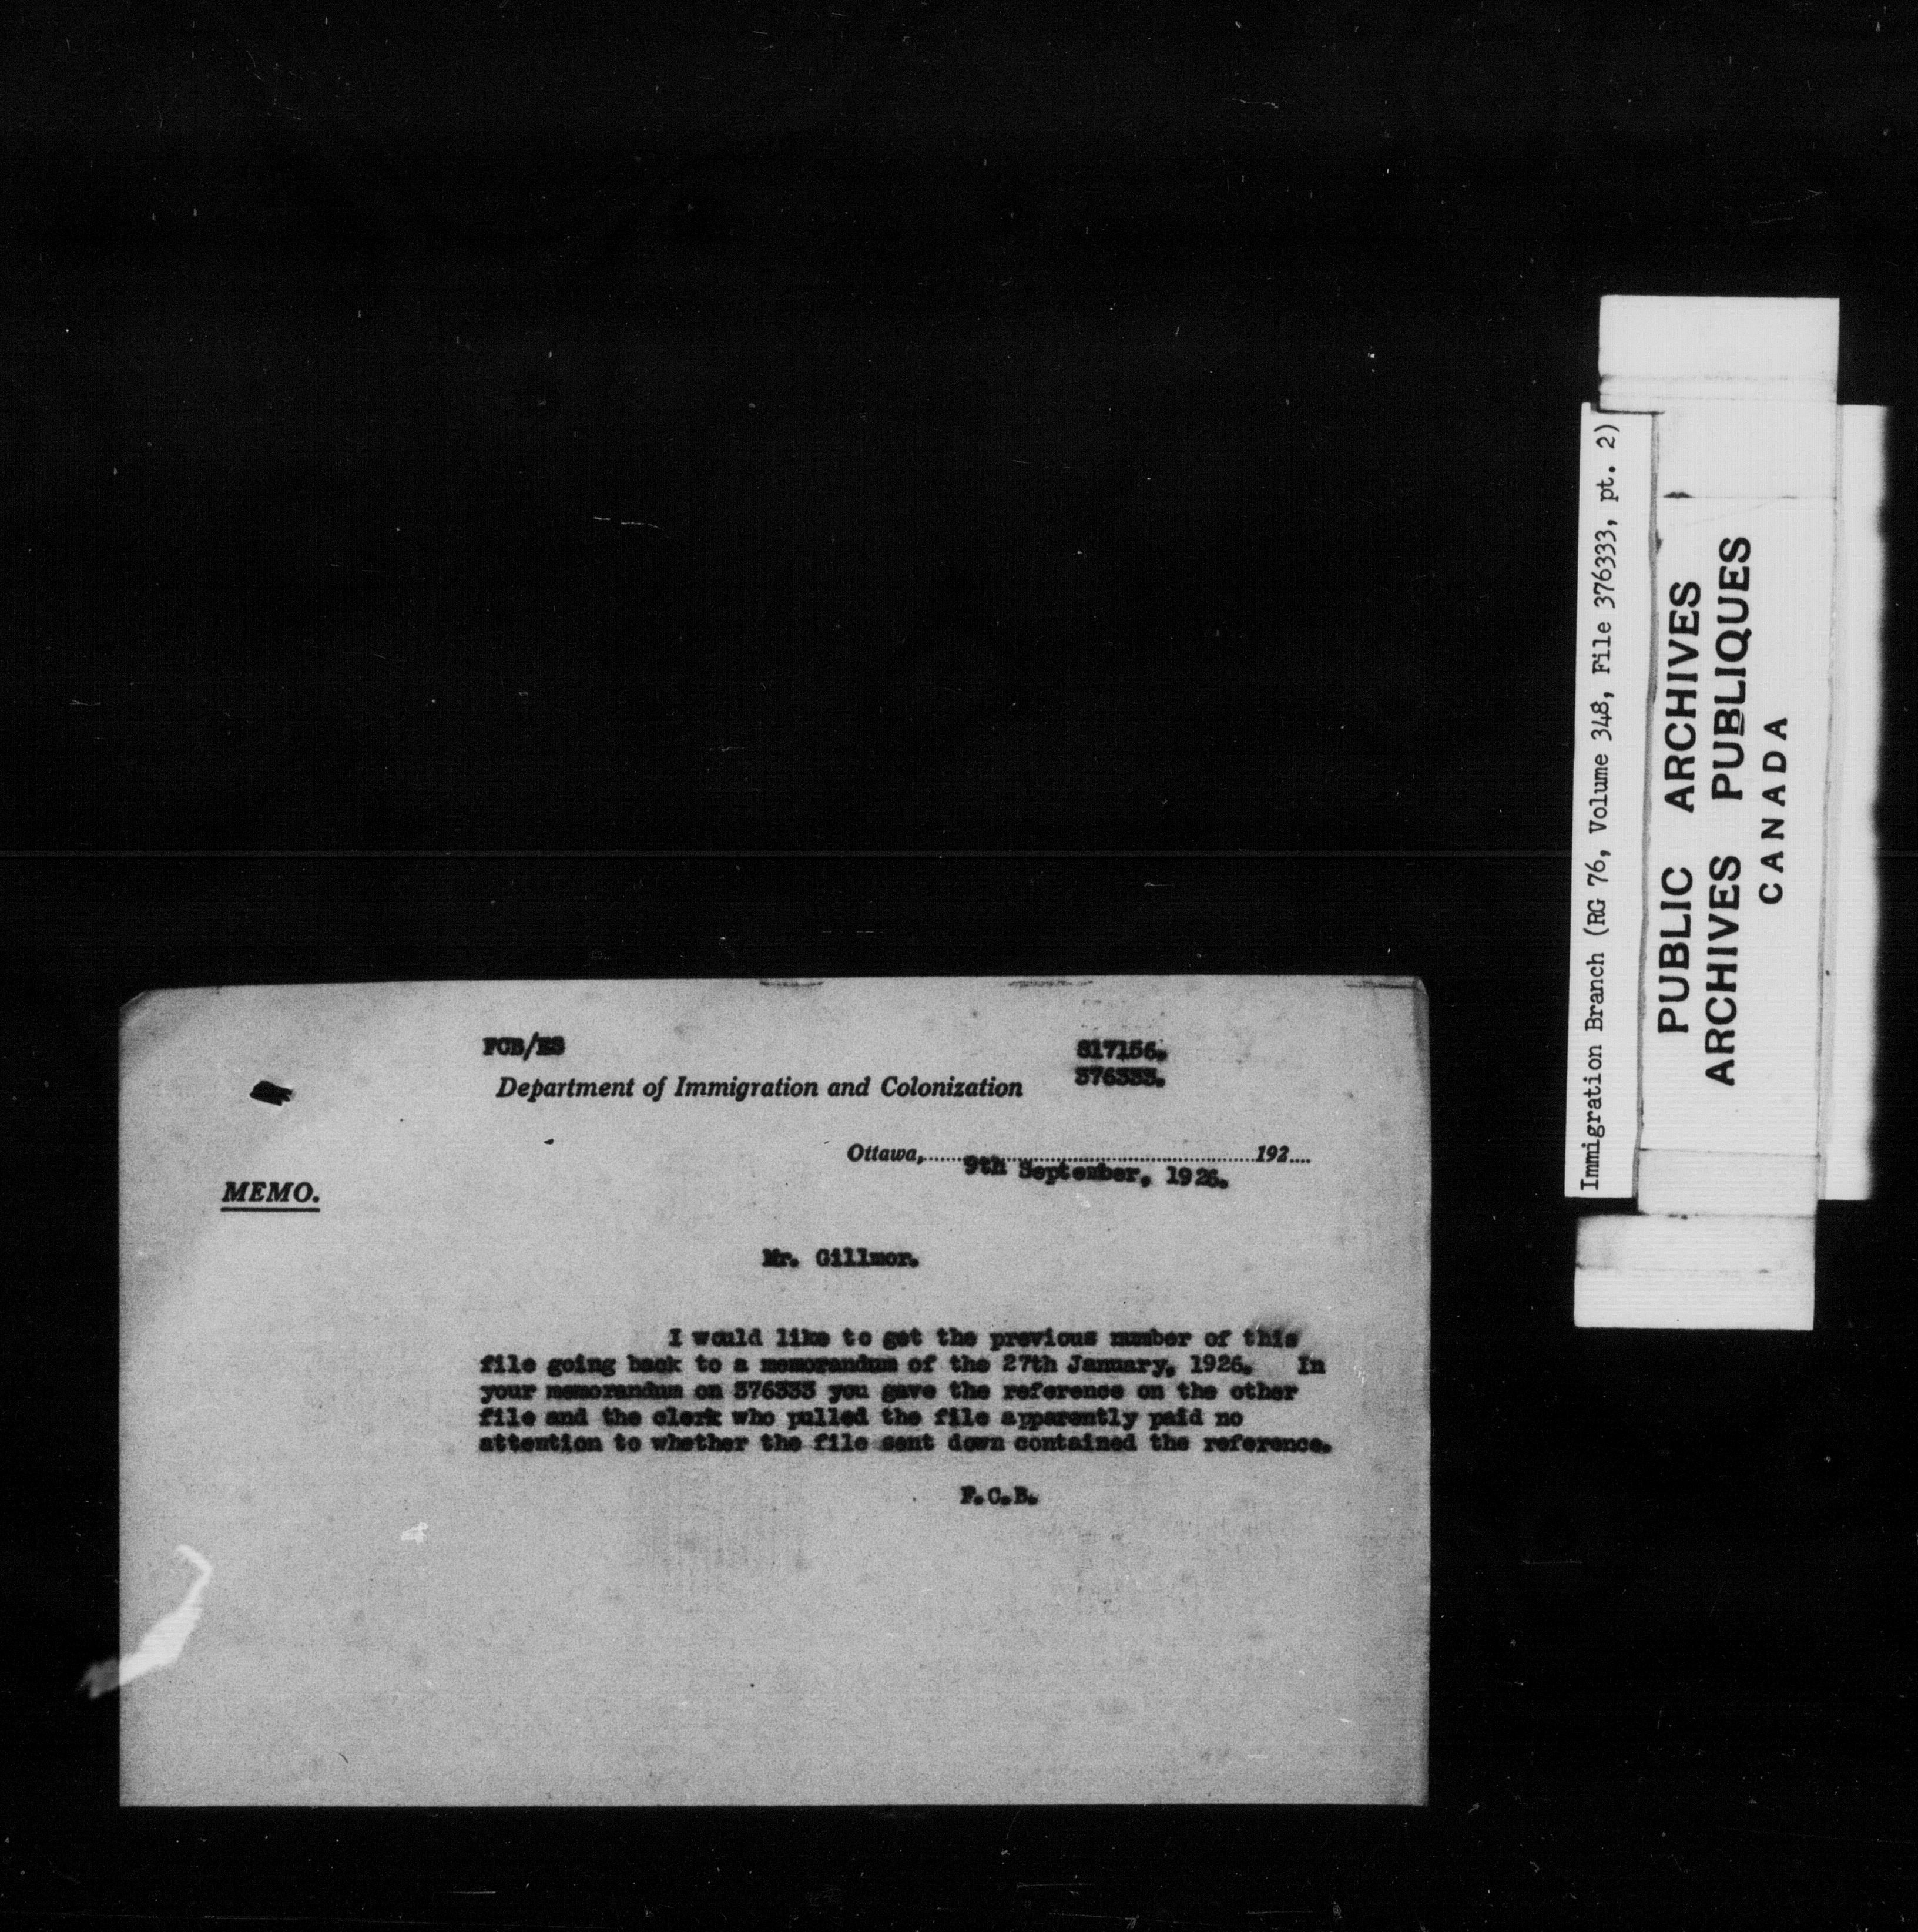 FCB/ES
817156.
376333.
Department of Immigration and Colonization
Ottawa,..........192....
9th September, 1926.
MEMO.
Mr. Gillmor.
I would like to get the previous number of this
file going back to a memorandum of the 27th January, 1926. In
your memorandum on 376333 you gave the reference on the other
file and the clerk who pulled the file apparently paid no
attention to whether the file sent down contained the reference.
F.C.B.
Immigration Branch (RG 76, Volume 348, File 376333, pt. 2)
PUBLIC ARCHIVES
ARCHIVES PUBLIQUES
CANADA